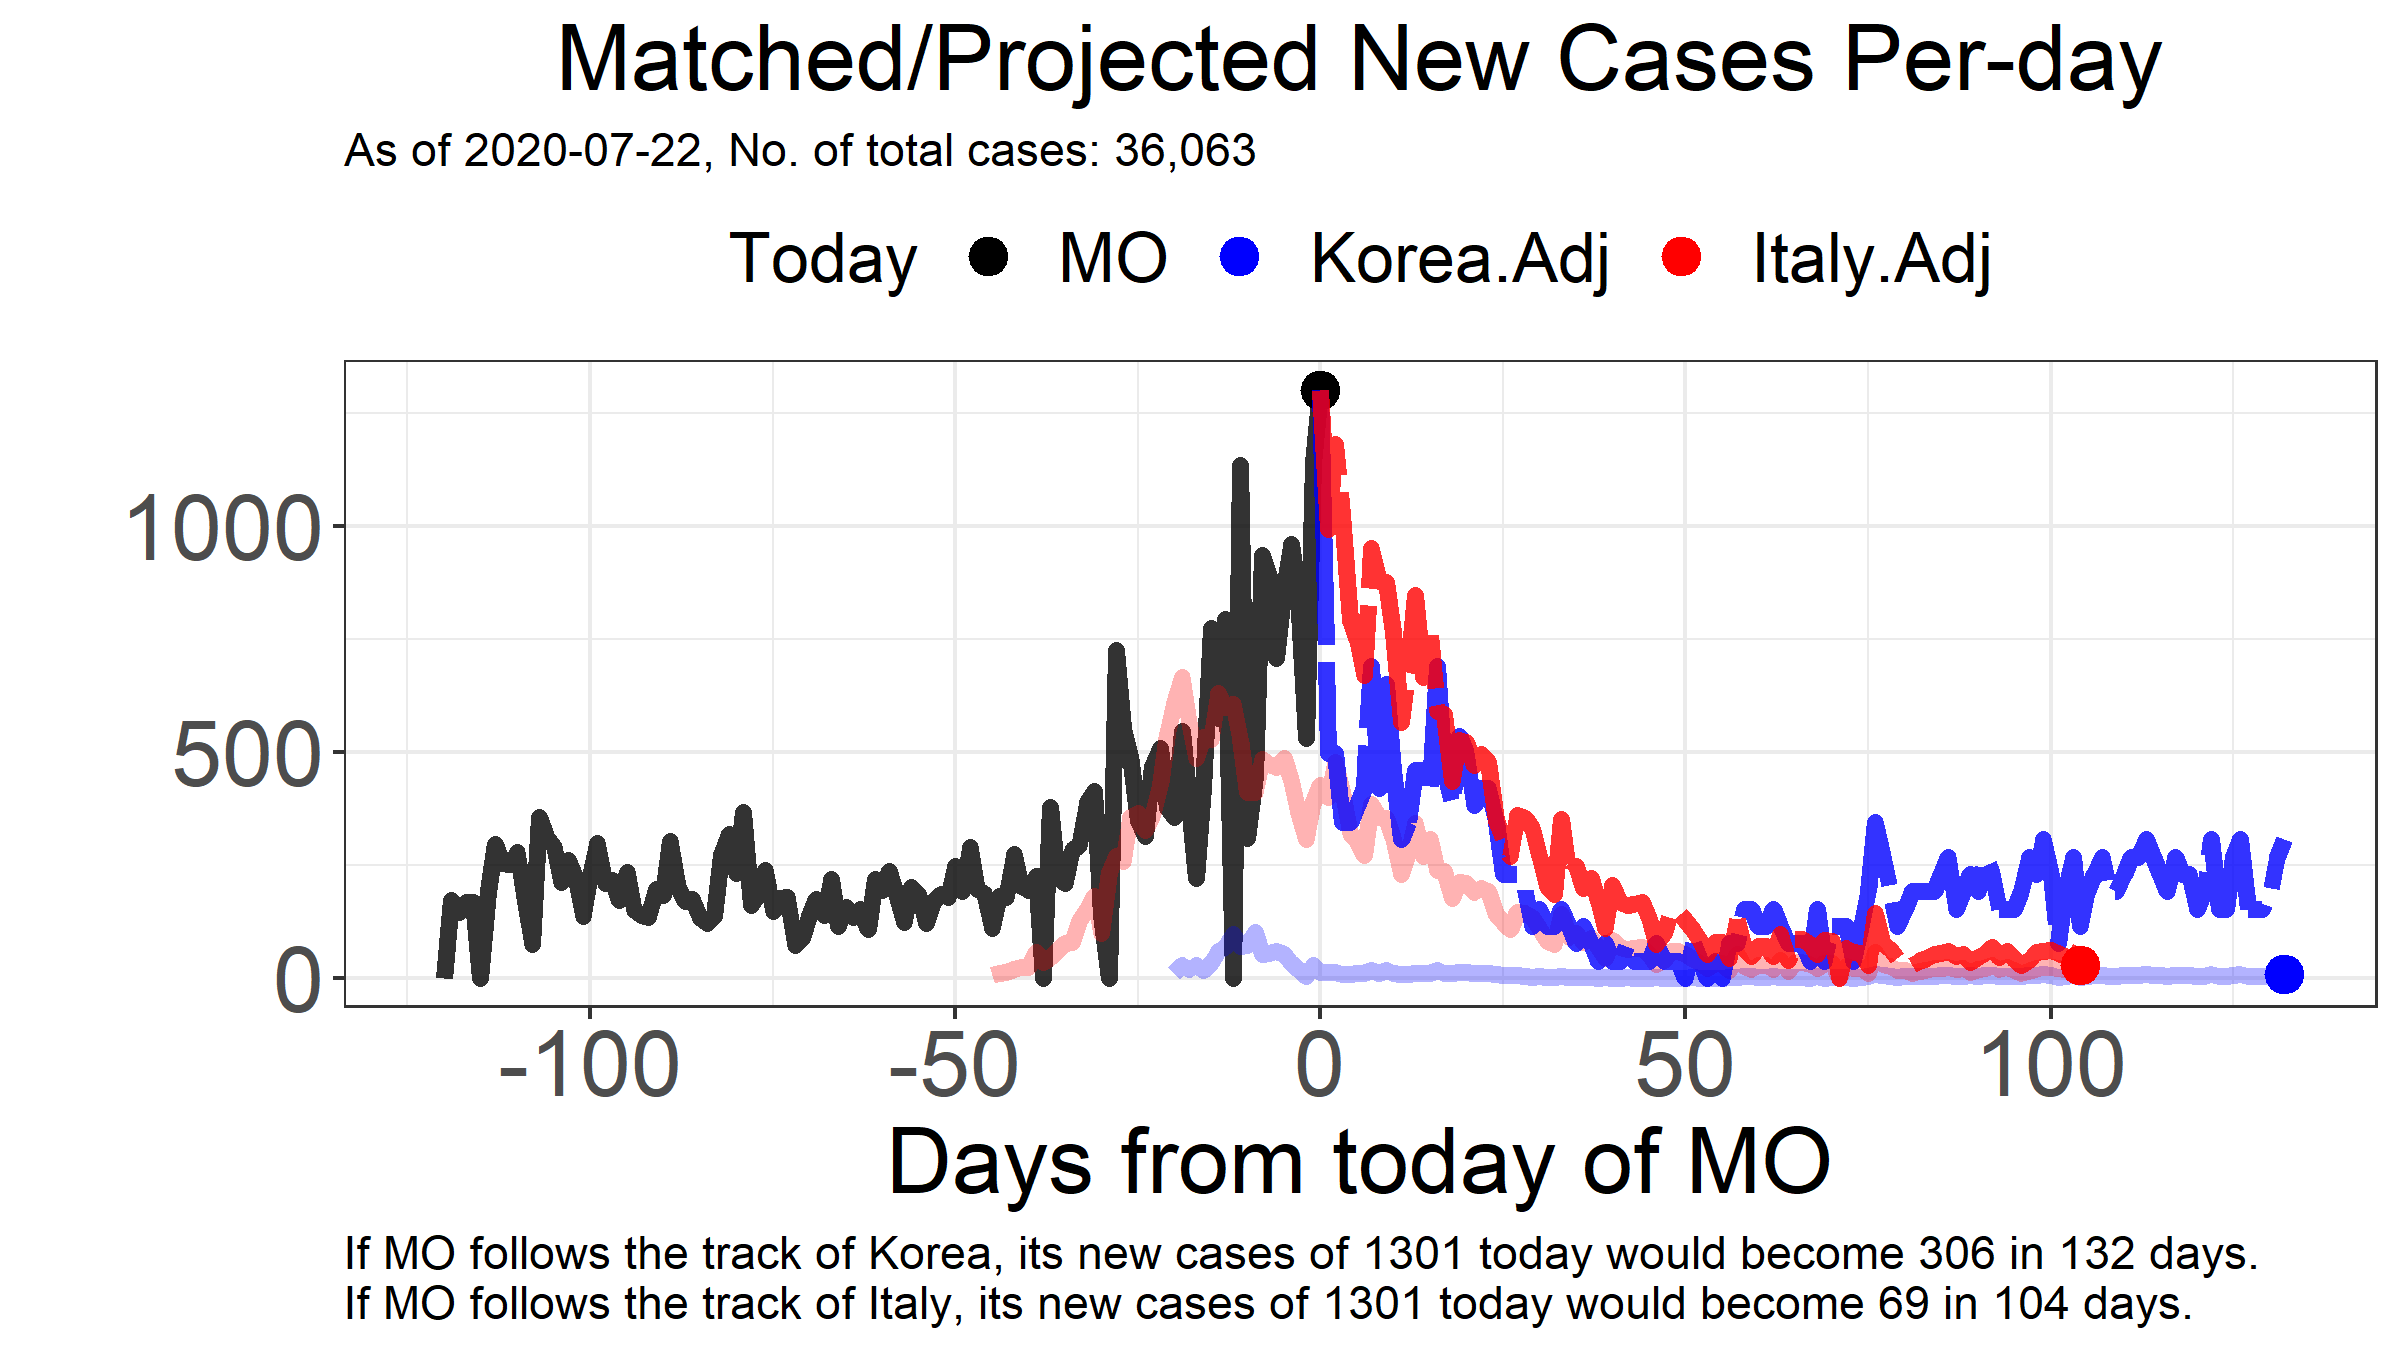 Matched/Projected New Cases Per-day
As of 2020-07-22, No. of total cases: 36,063
Today MO Korea.Adj Italy.Adj
1000
500
0
-100 -50 0 50 100
Days from today of MO
If MO follows the track of Korea, its new cases of 1301 today would become 306 in 132 days.
If MO follows the track of Italy, its new cases of 1301 today would become 69 in 104 days.